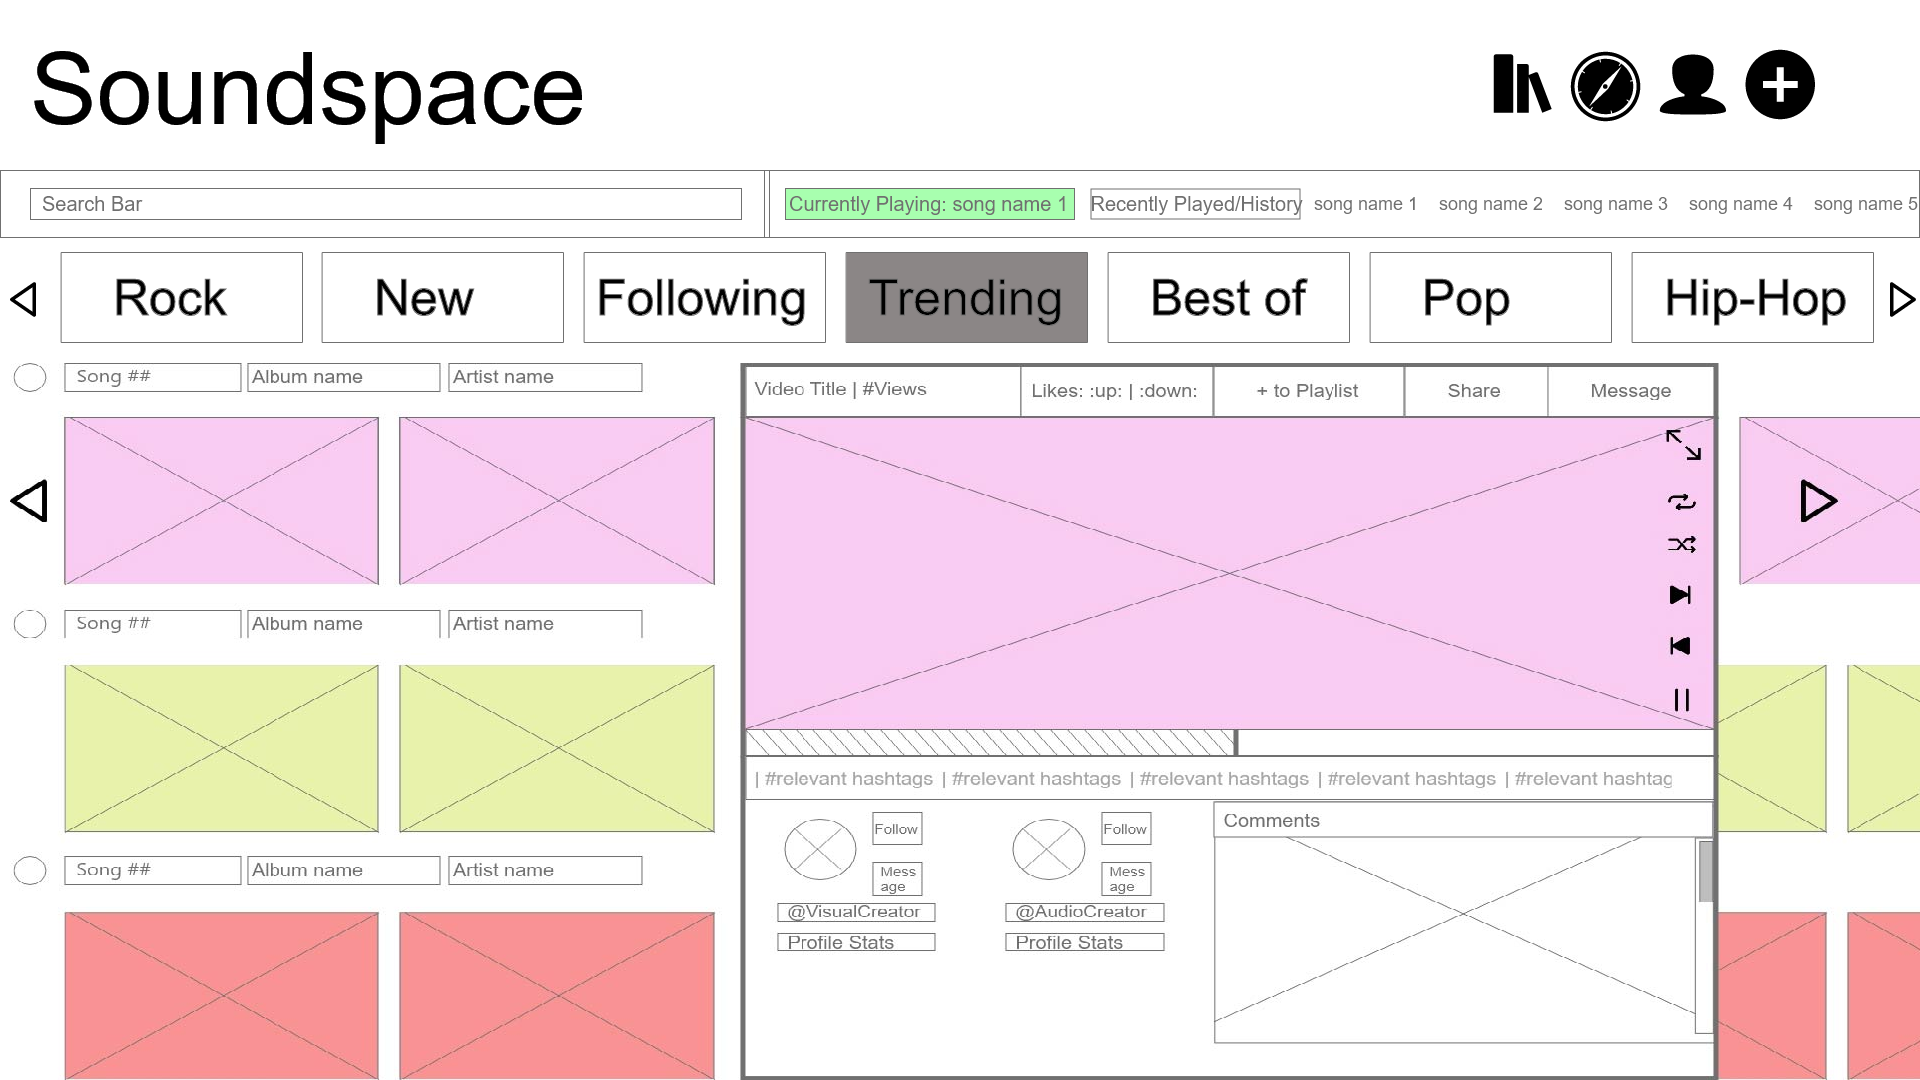 Soundspace
Search Bar
Currently Playing: song name 1
Recently Played/History
song name 1
song name 2
song name 3
song name 4
song name 5
Rock
New
Following
Trending
Best of
Pop
Hip-Hop
Song ##
Album name
Artist name
Video Title | #Views
Likes: :up: | :down:
+ to Playlist
Share
Message
Song ##
Album name
Artist name
| #relevant hashtags | #relevant hashtags | #relevant hashtags | #relevant hashtags | #relevant hashtag
Song ##
Album name
Artist name
Follow
Mess
age
@VisualCreator
Profile Stats
Follow
Mess
age
@AudioCreator
Profile Stats
Comments